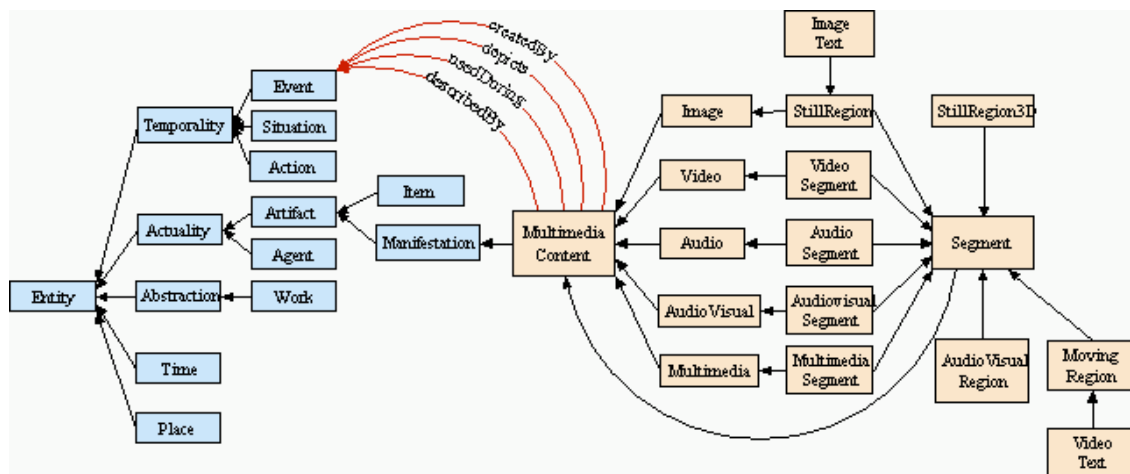 Image
Text
createdBy
depicts
usedDuring
describedBy
Event
Temporality
Situation
Action
Image
StillRegion
StillRegion3D
Video
Video
Segment
Item
Artifact
Actuality
Manifestation
Agent
Multimedia
Content
Audio
Audio
Segment
Segment
Entity
Abstraction
Work
AudioVisual
Audiovisual
Segment
Time
Multimedia
Multimedia
Segment
AudioVisual
Region
Moving
Region
Place
Video
Text